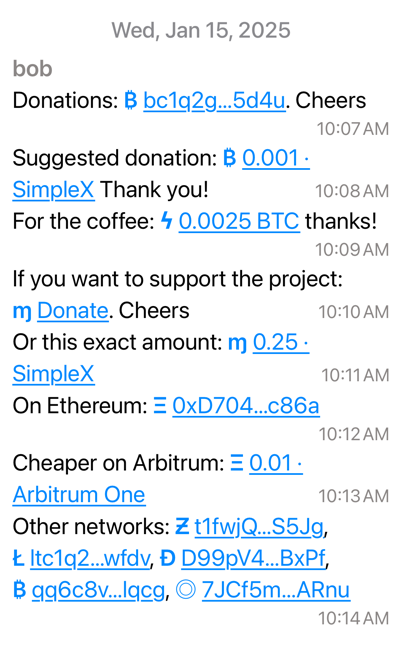 Wed, Jan 15, 2025
bob
Donations: ₿ bc1q2g...5d4u. Cheers
10:07 AM
Suggested donation: ₿ 0.001 ·
SimpleX Thank you!
10:08 AM
For the coffee: ϟ 0.0025 BTC thanks!
10:09 AM
If you want to support the project:
ɱ Donate. Cheers
10:10 AM
Or this exact amount: ɱ 0.25 ·
SimpleX
10:11 AM
On Ethereum: Ξ 0xD704...c86a
10:12 AM
Cheaper on Arbitrum: Ξ 0.01 ·
Arbitrum One
10:13 AM
Other networks: Ƶ t1fwjQ...S5Jg,
Ł ltc1q2...wfdv, Ð D99pV4...BxPf,
₿ qq6c8v...lqcg, ◎ 7JCf5m...ARnu
10:14 AM